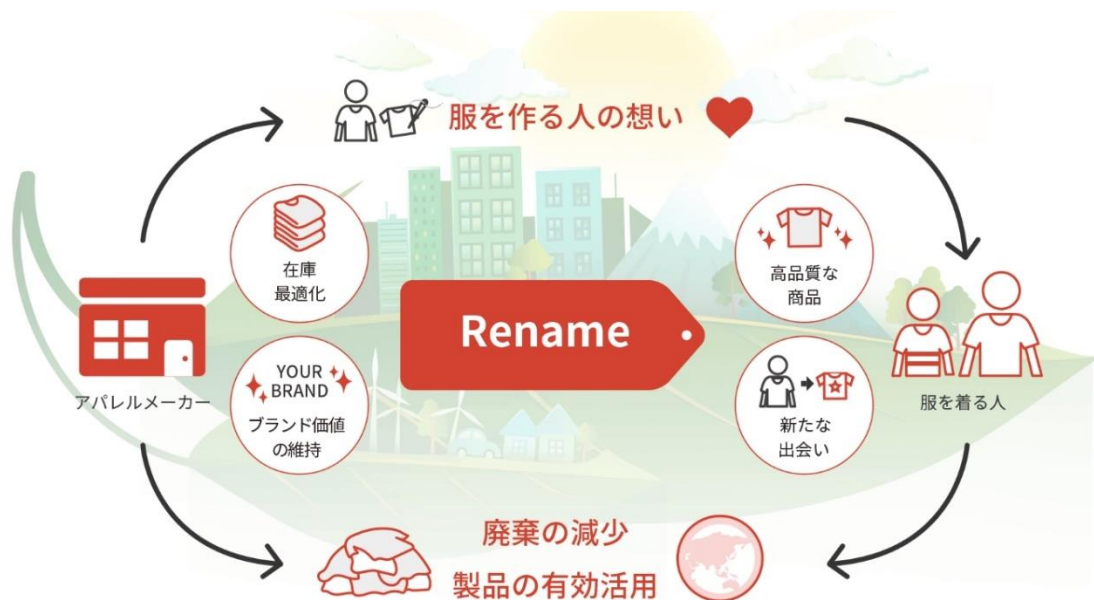 服を作る人の想い
在庫
最適化
高品質な
商品
Rename
アパレルメーカー
YOUR
BRAND
ブランド価値
の維持
新たな
出会い
服を着る人
廃棄の減少
製品の有効活用